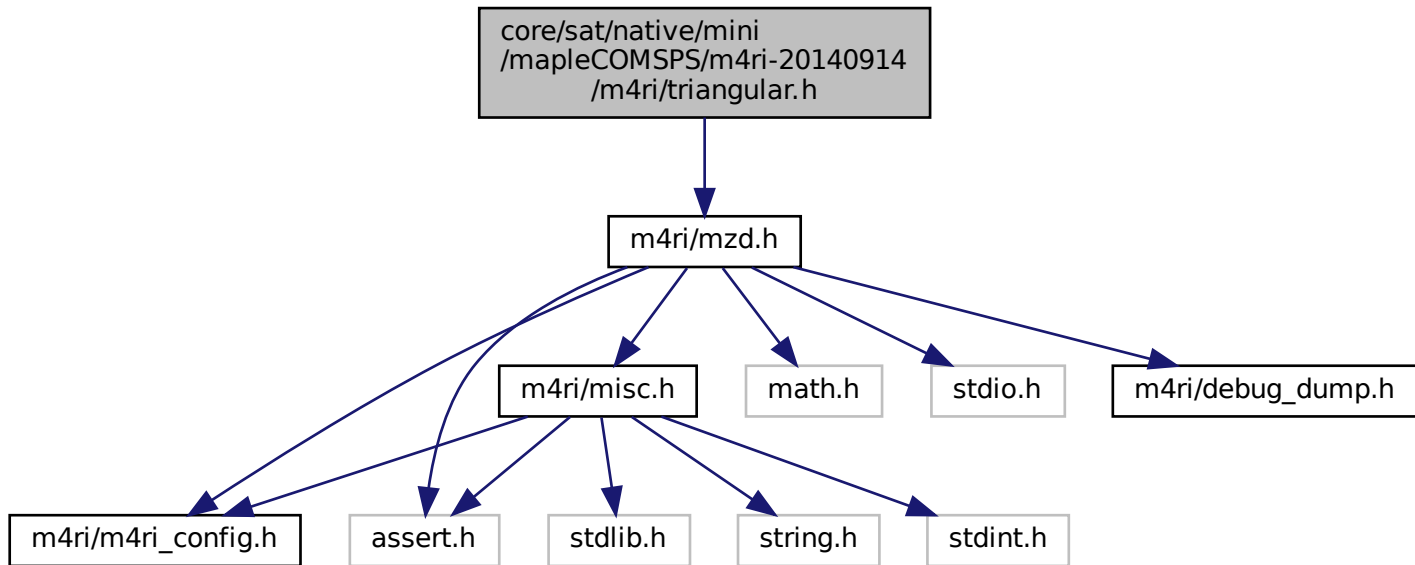 core/sat/native/mini
/mapleCOMSPS/m4ri-20140914
/m4ri/triangular.h
m4ri/mzd.h
m4ri/misc.h
math.h
stdio.h
m4ri/debug_dump.h
m4ri/m4ri_config.h
assert.h
stdlib.h
string.h
stdint.h